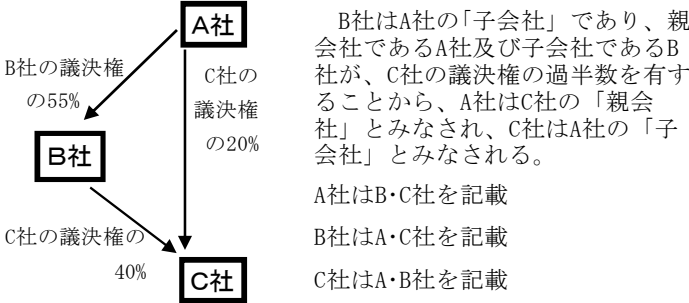 A社
B社の議決権
の55%
C社の
議決権
の20%
B社
C社の議決権の
40%
C社
B社はA社の「子会社」であり、親
会社であるA社及び子会社であるB
社が、C社の議決権の過半数を有す
ることから、A社はC社の「親会
社」とみなされ、C社はA社の「子
会社」とみなされる。
A社はB･C社を記載
B社はA･C社を記載
C社はA･B社を記載